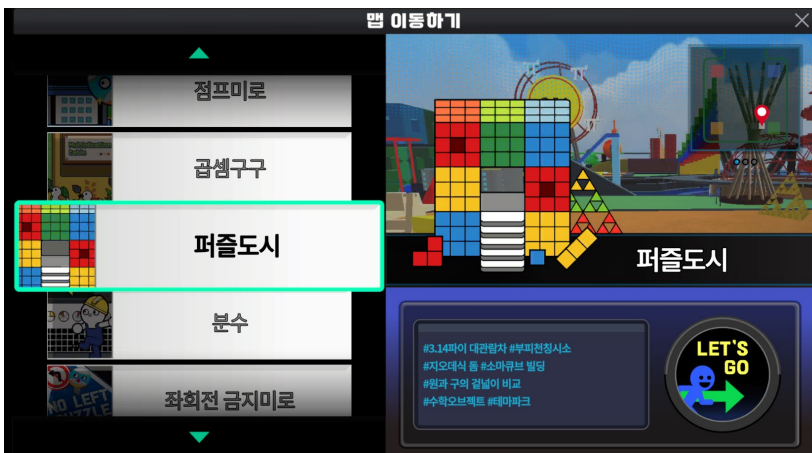 맵 이동하기
점프미로
곱셈구구
퍼즐도시
분수
좌회전 금지미로
NO LEFT
퍼즐도시
#3.14파이 대관람차 #부피천칭시소
#지오데식 돔 #소마큐브 빌딩
#원과 구의 겉넓이 비교
#수학오브젝트 #테마파크
LET'S
GO